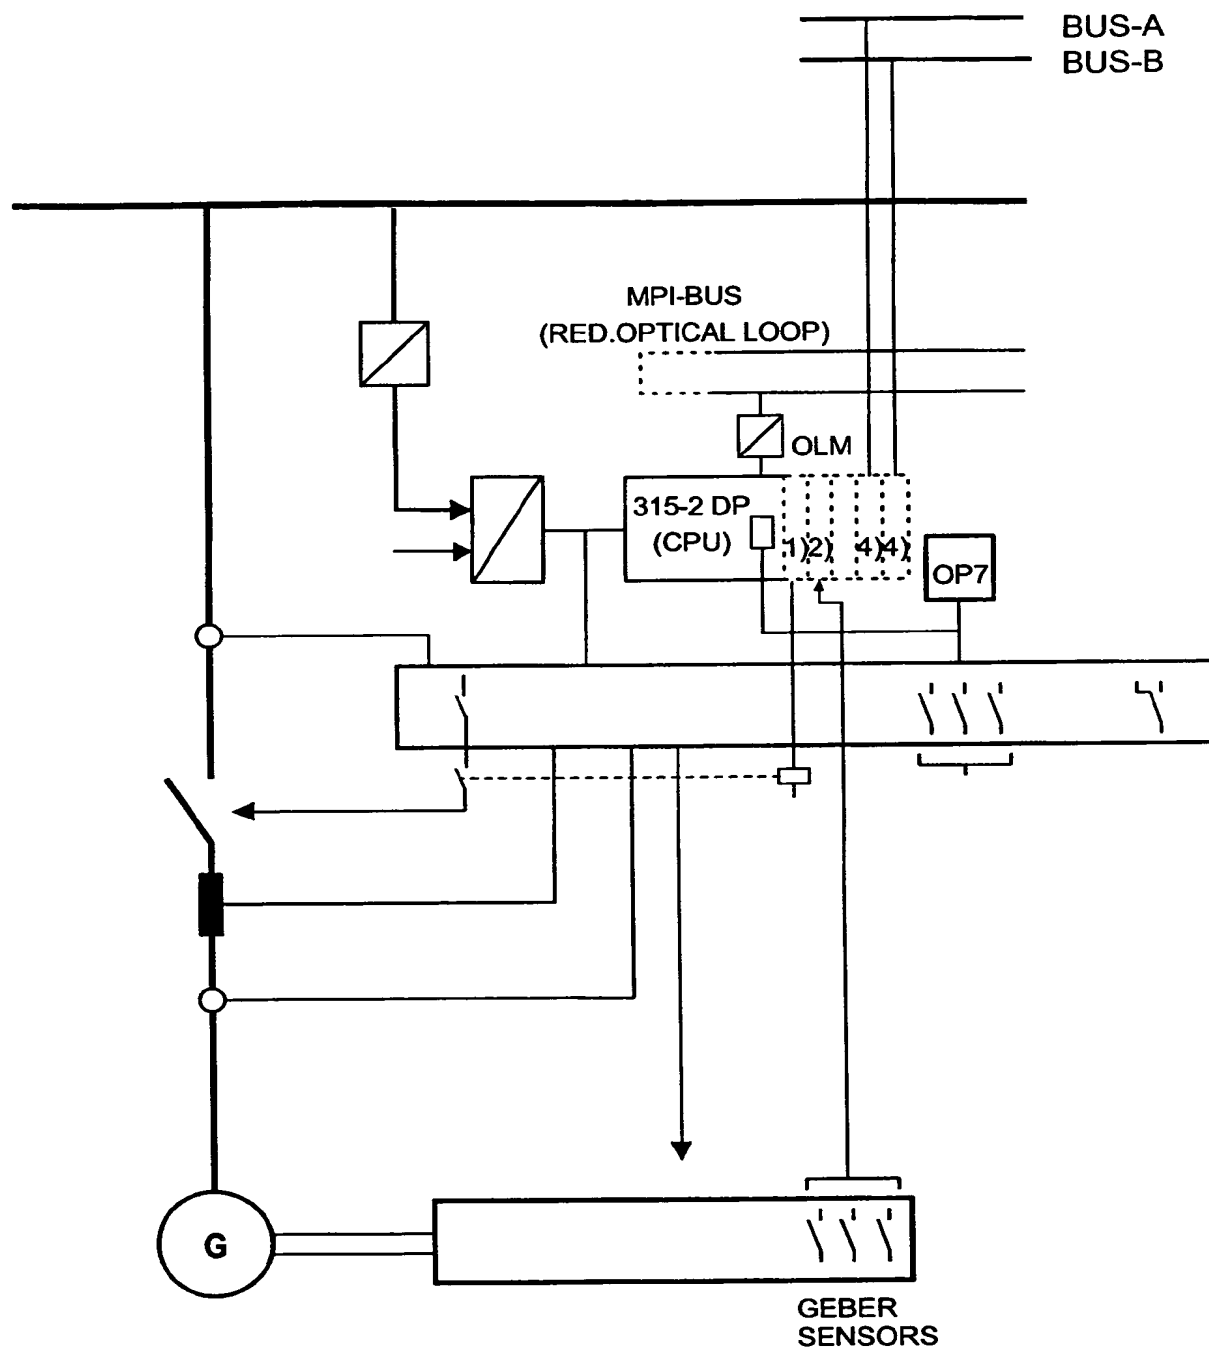 BUS-A
BUS-B
MPI-BUS
(RED.OPTICAL LOOP)
OLM
315-2 DP
(CPU)
1)2) 4)4)
OP7
G
GEBER
SENSORS